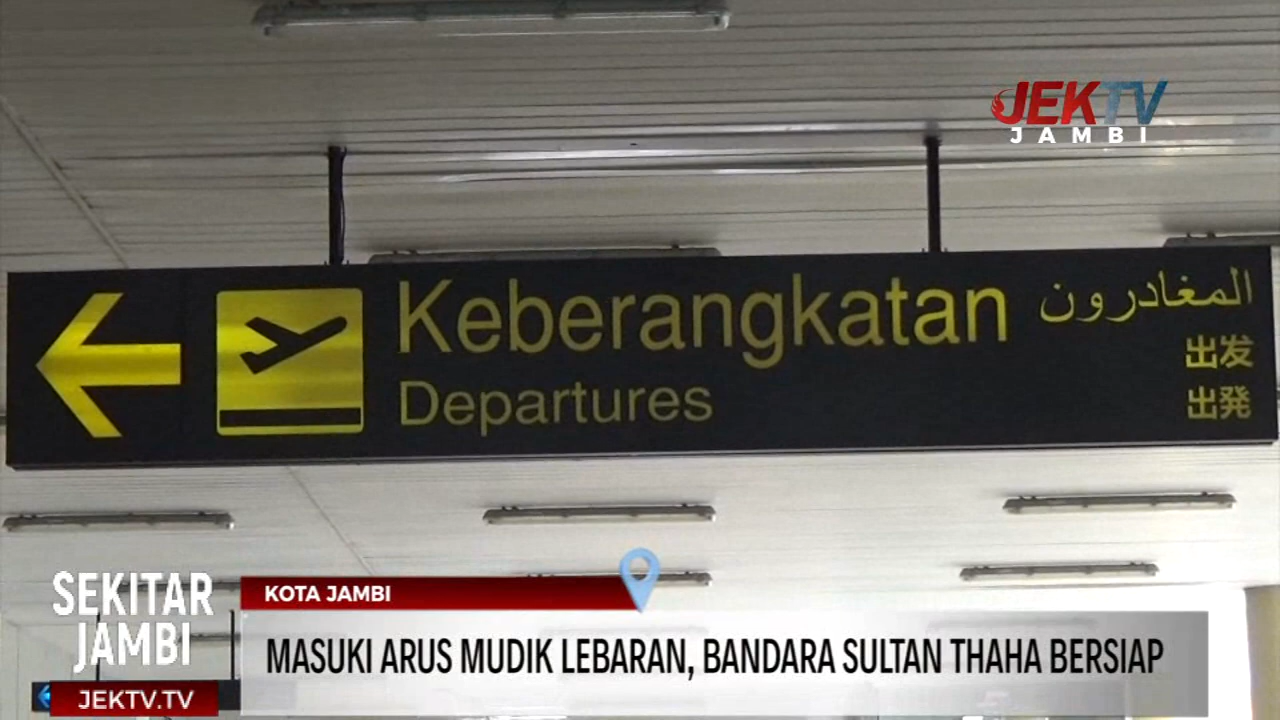 JEKTV
JAMBI
Keberangkatan
Departures
المغادرون
出发
出発
SEKITAR
JAMBI
JEKTV.TV
KOTA JAMBI
MASUKI ARUS MUDIK LEBARAN, BANDARA SULTAN THAHA BERSIAP